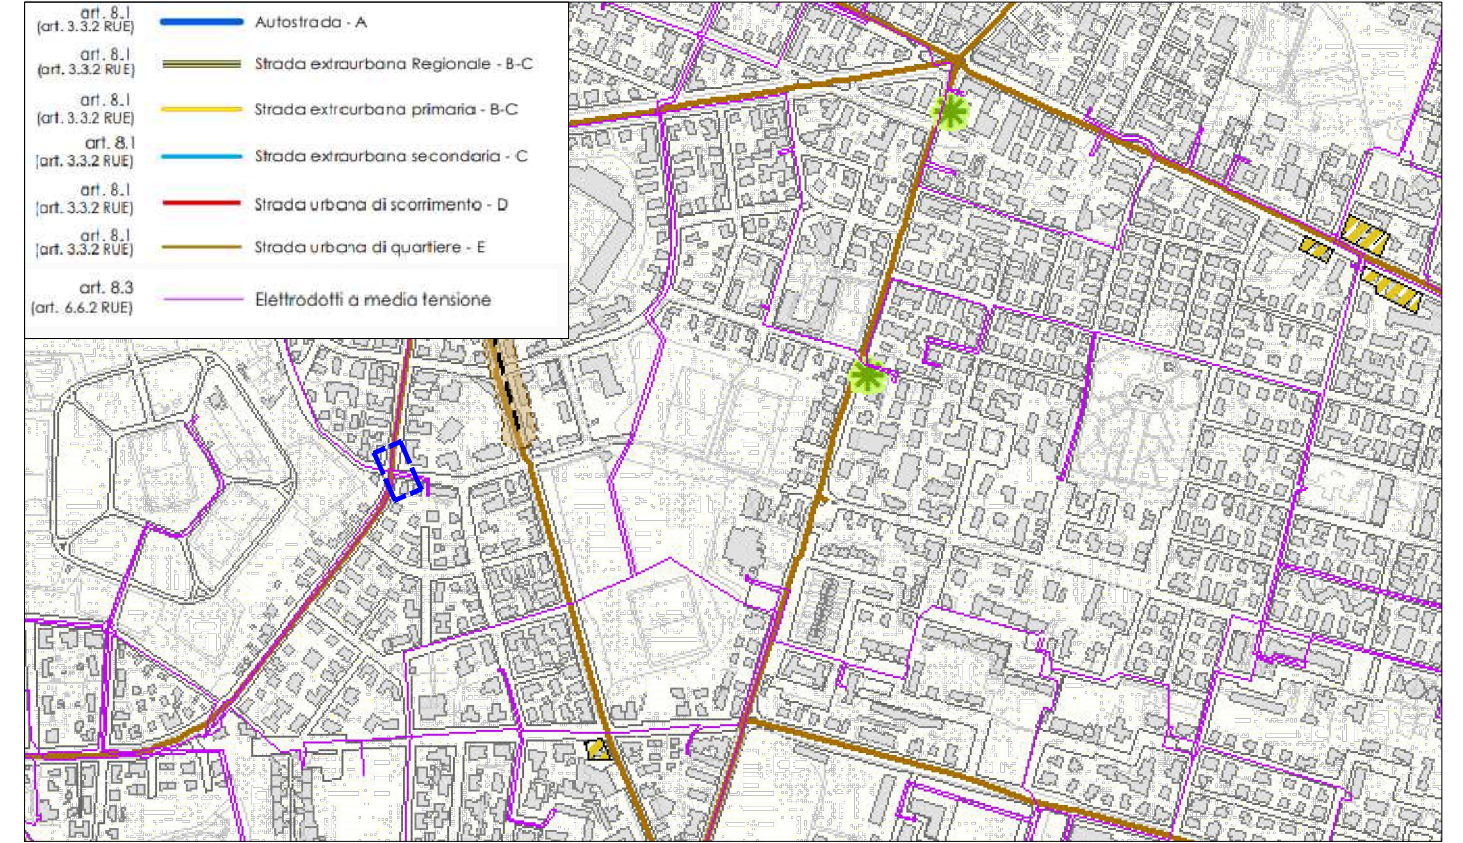 art. 8.1
(art. 3.3.2 RUE)
Autostrada - A
art. 8.1
(art. 3.3.2 RUE)
Strada extraurbana Regionale - B-C
art. 8.1
(art. 3.3.2 RUE)
Strada extraurbana primaria - B-C
art. 8.1
(art. 3.3.2 RUE)
Strada extraurbana secondaria - C
art. 8.1
(art. 3.3.2 RUE)
Strada urbana di scorrimento - D
art. 8.1
(art. 3.3.2 RUE)
Strada urbana di quartiere - E
art. 8.3
(art. 6.6.2 RUE)
Elettrodotti a media tensione